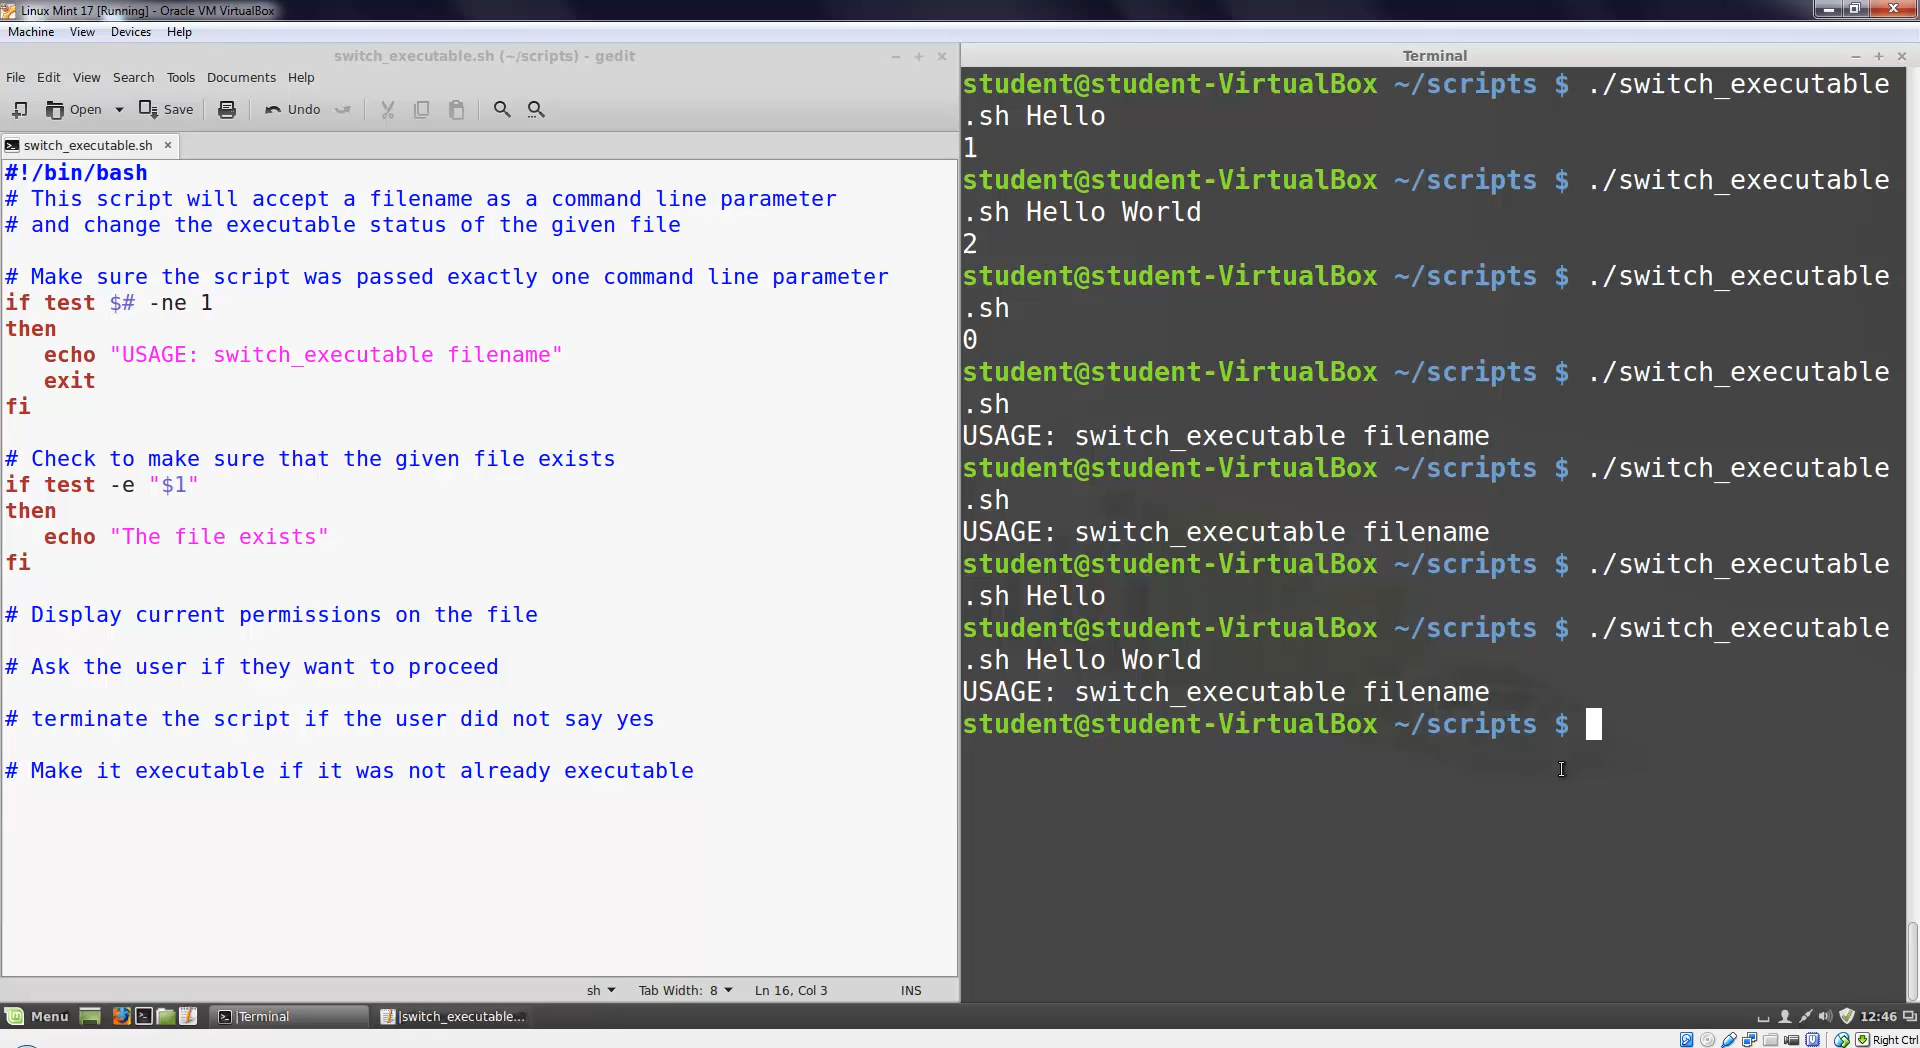 Linux Mint 17 [Running] - Oracle VM VirtualBox
Machine View Devices Help
switch_executable.sh (~/scripts) - gedit
File Edit View Search Tools Documents Help
Open Save Undo
switch_executable.sh
#!/bin/bash
# This script will accept a filename as a command line parameter
# and change the executable status of the given file
# Make sure the script was passed exactly one command line parameter
if test $# -ne 1
then
echo "USAGE: switch_executable filename"
exit
fi
# Check to make sure that the given file exists
if test -e "$1"
then
echo "The file exists"
fi
# Display current permissions on the file
# Ask the user if they want to proceed
# terminate the script if the user did not say yes
# Make it executable if it was not already executable
sh Tab Width: 8 Ln 16, Col 3 INS
Terminal
student@student-VirtualBox ~/scripts $ ./switch_executable
.sh Hello
1
student@student-VirtualBox ~/scripts $ ./switch_executable
.sh Hello World
2
student@student-VirtualBox ~/scripts $ ./switch_executable
.sh
0
student@student-VirtualBox ~/scripts $ ./switch_executable
.sh
USAGE: switch_executable filename
student@student-VirtualBox ~/scripts $ ./switch_executable
.sh
USAGE: switch_executable filename
student@student-VirtualBox ~/scripts $ ./switch_executable
.sh Hello
student@student-VirtualBox ~/scripts $ ./switch_executable
.sh Hello World
USAGE: switch_executable filename
student@student-VirtualBox ~/scripts $
Menu Terminal switch_executable... 12:46
Right Ctrl